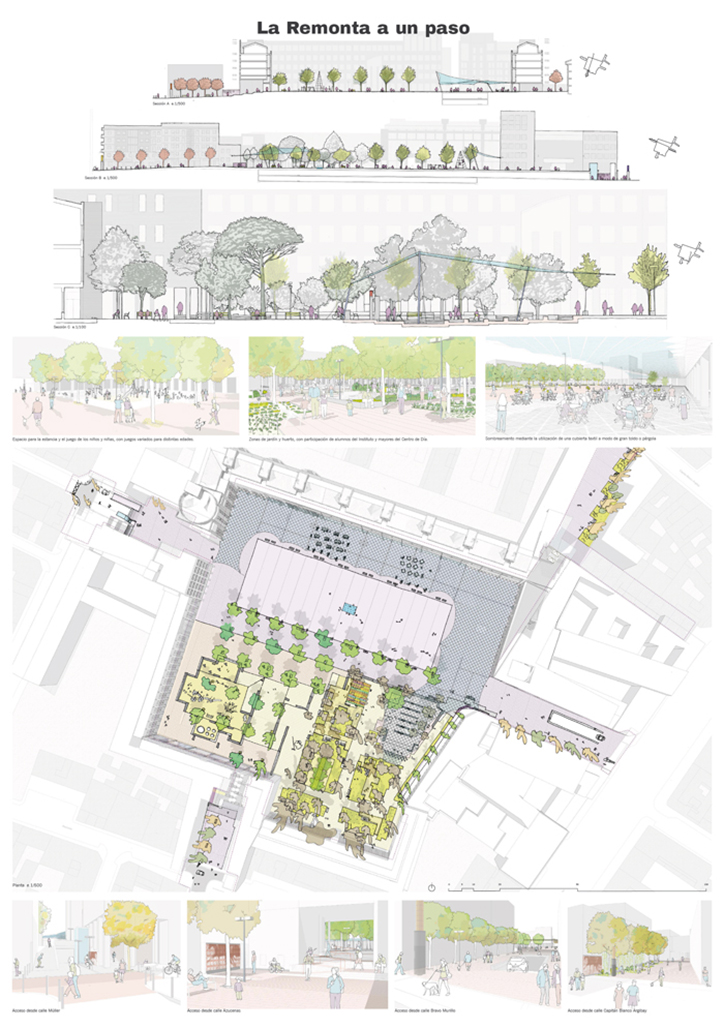 La Remonta a un paso
Sección A e 1/500
Sección B e 1/500
Sección C e 1/100
Espacio para la estancia y el juego de los niños y niñas, con juegos variados para distintas edades.
Zonas de jardín y huerto, con participación de alumnos del instituto y mayores del Centro de Día
Sombreamiento mediante la utilización de una cubierta textil a modo de gran toldo o pérgola
Planta e 1/500
Acceso desde calle Müller
Acceso desde calle Azucenas
Acceso desde calle Bravo Murillo
Acceso desde calle Capitán Blanco Argibay